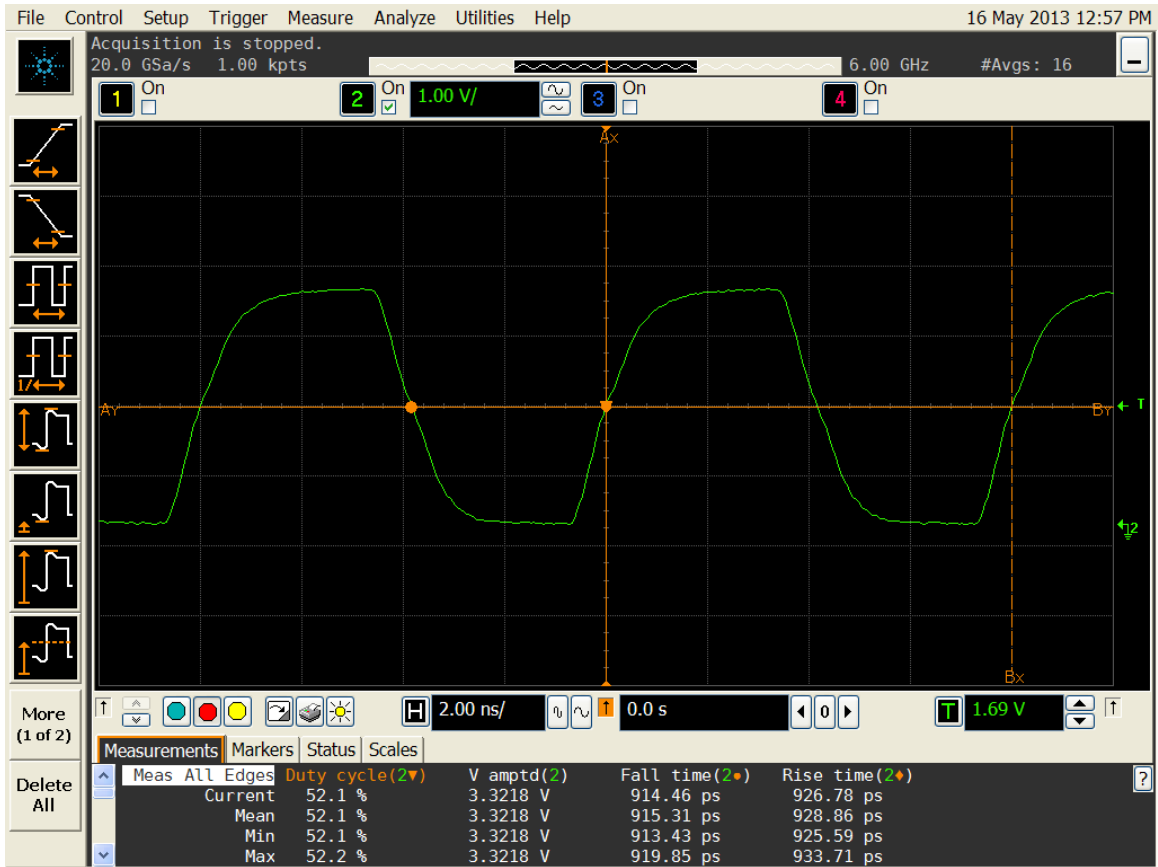 File Control Setup Trigger Measure Analyze Utilities Help 16 May 2013 12:57 PM
Acquisition is stopped.
20.0 GSa/s 1.00 kpts 6.00 GHz #Avgs: 16
1 On 2 On 1.00 V/ 3 On 4 On
Ax
Ay By T
1/
2
Bx
More
(1 of 2)
Delete
All
H 2.00 ns/ 0.0 s 0 T 1.69 V
Measurements Markers Status Scales
Meas All Edges Duty cycle(2▼) V amptd(2) Fall time(2●) Rise time(2♦) ?
Current 52.1 % 3.3218 V 914.46 ps 926.78 ps
Mean 52.1 % 3.3218 V 915.31 ps 928.86 ps
Min 52.1 % 3.3218 V 913.43 ps 925.59 ps
Max 52.2 % 3.3218 V 919.85 ps 933.71 ps